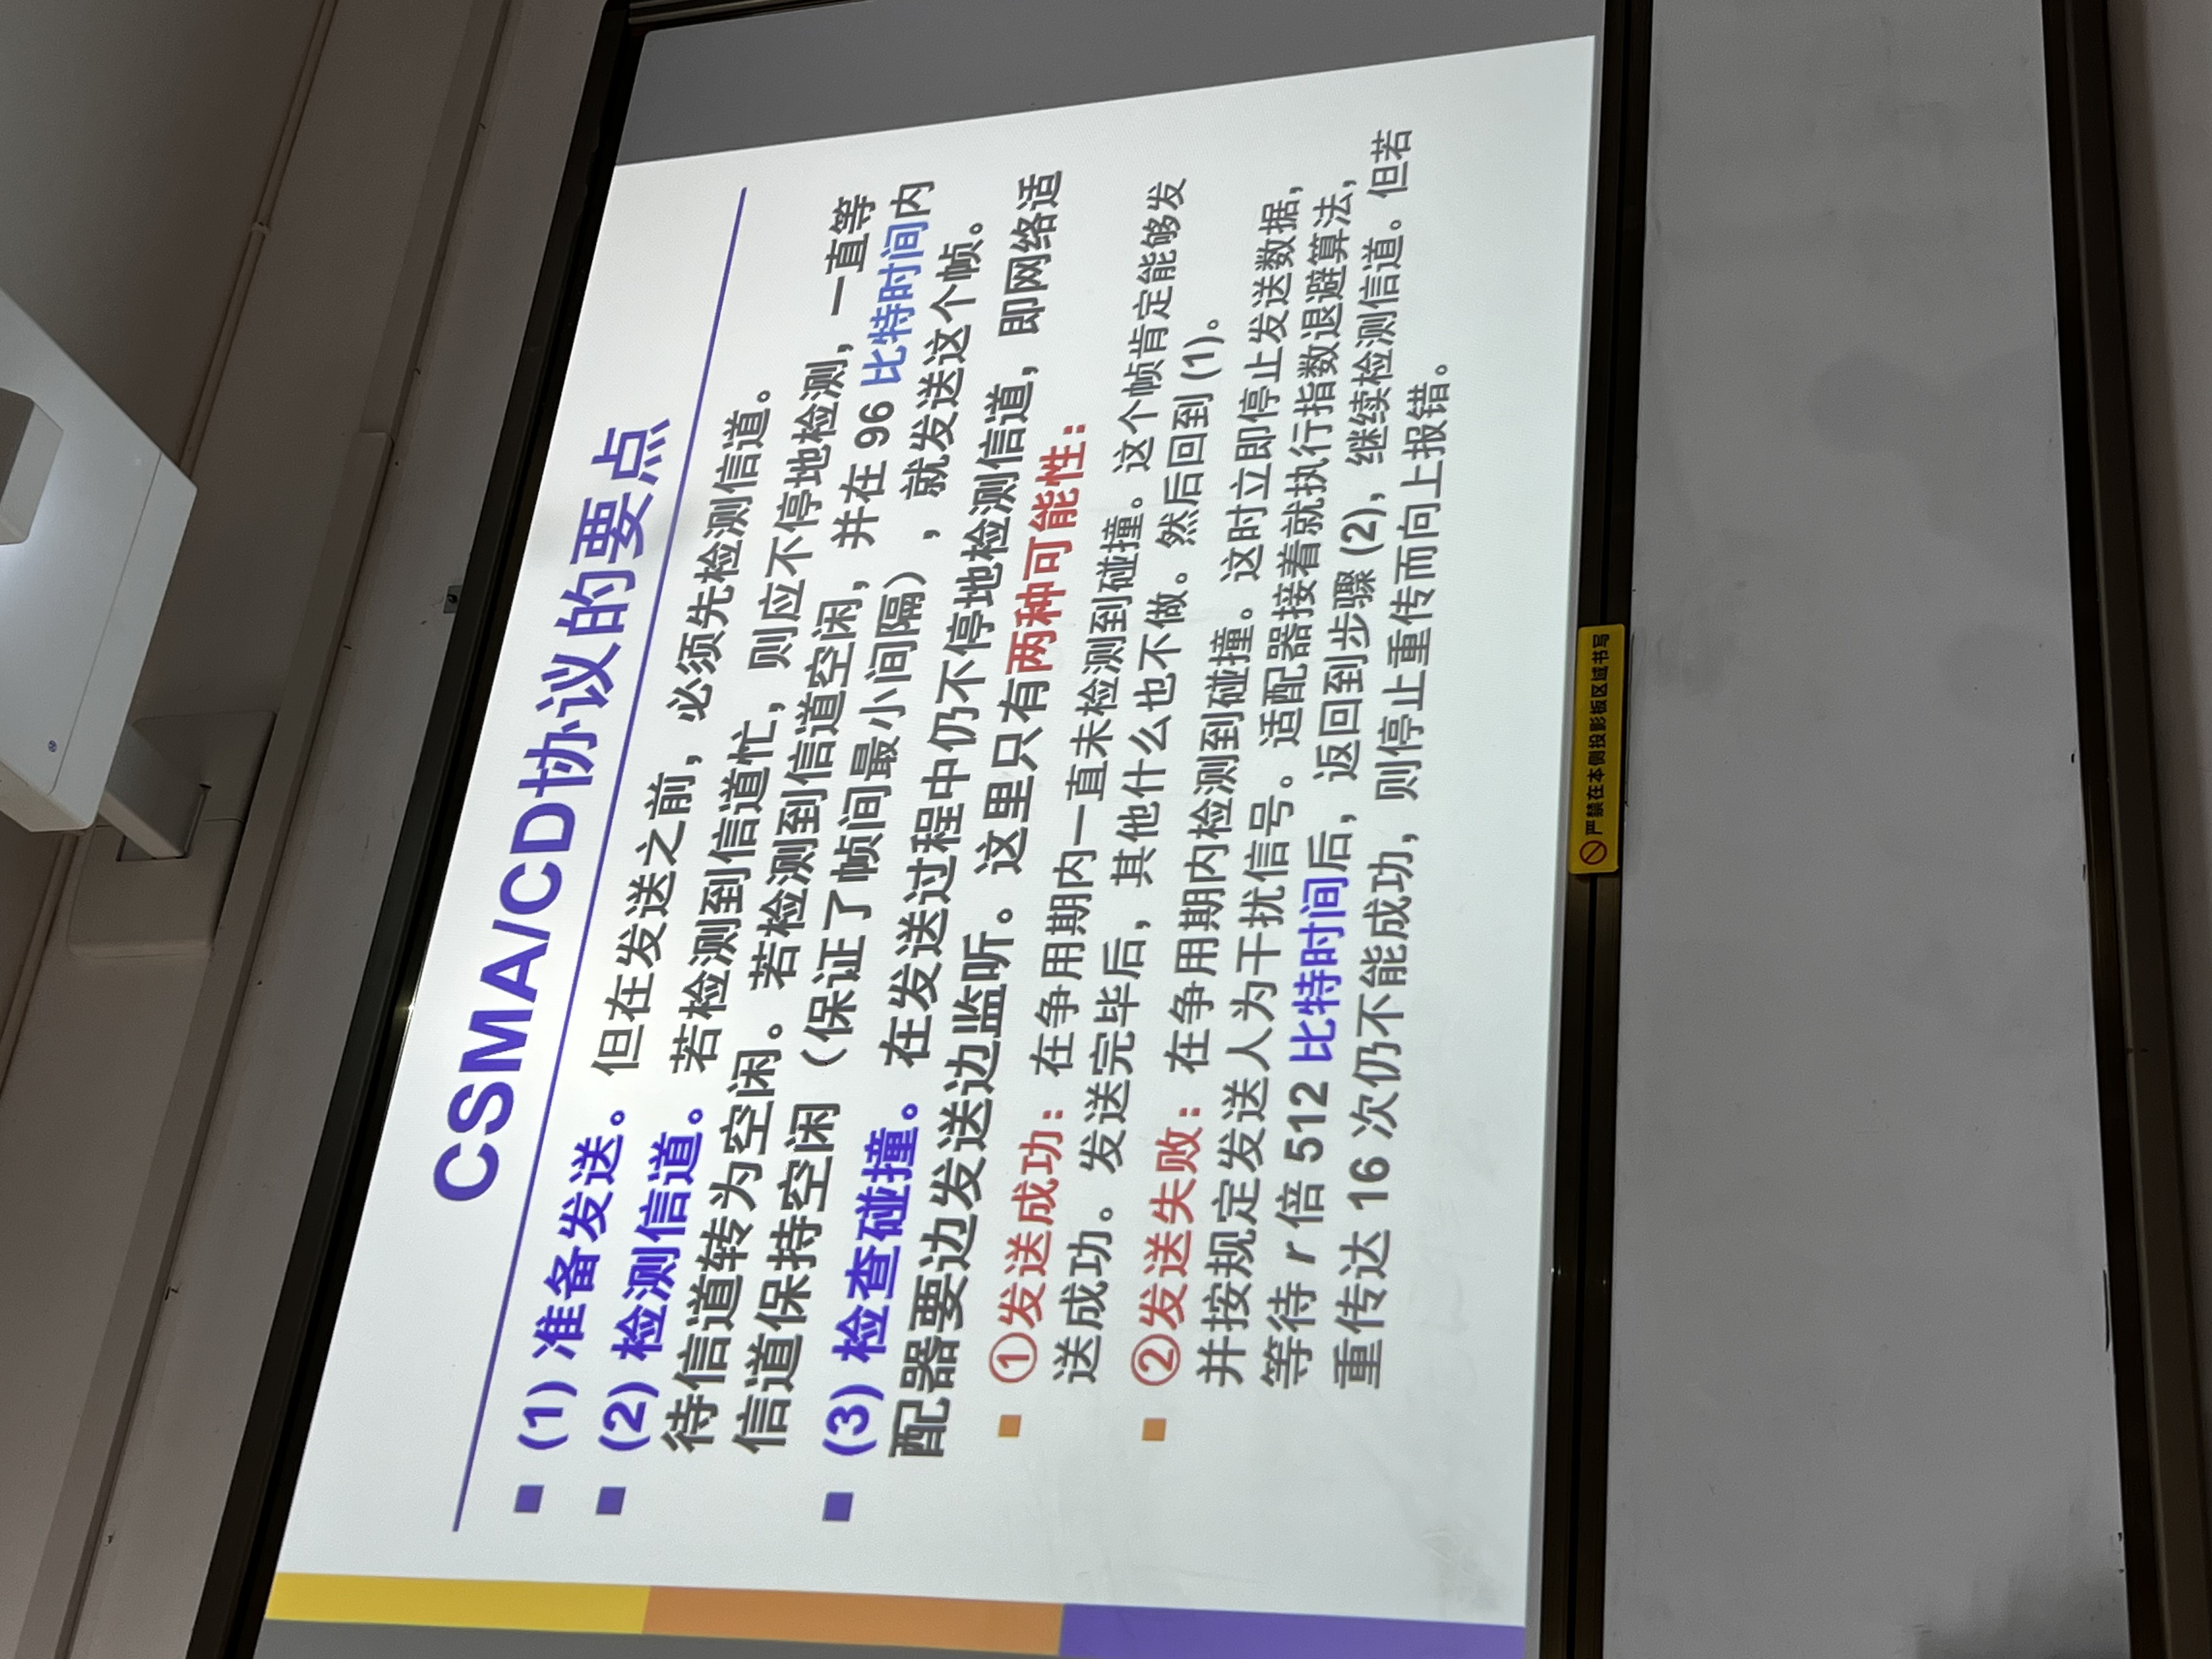 CSMA/CD协议的要点
(1) 准备发送。但在发送之前，必须先检测信道。
(2) 检测信道。若检测到信道忙，则应不停地检测，一直等
待信道转为空闲。若检测到信道空闲，并在 96 比特时间内
信道保持空闲（保证了帧间最小间隔），就发送这个帧。
(3) 检查碰撞。在发送过程中仍不停地检测信道，即网络适
配器要边发送边监听。这里只有两种可能性：
①发送成功：在争用期内一直未检测到碰撞。这个帧肯定能够发
送成功。发送完毕后，其他什么也不做。然后回到 (1)。
②发送失败：在争用期内检测到碰撞。这时立即停止发送数据，
并按规定发送人为干扰信号。适配器接着就执行指数退避算法，
等待 r 倍 512 比特时间后，返回到步骤 (2)，继续检测信道。但若
重传达 16 次仍不能成功，则停止重传而向上报错。
严禁在本侧投影板区域书写